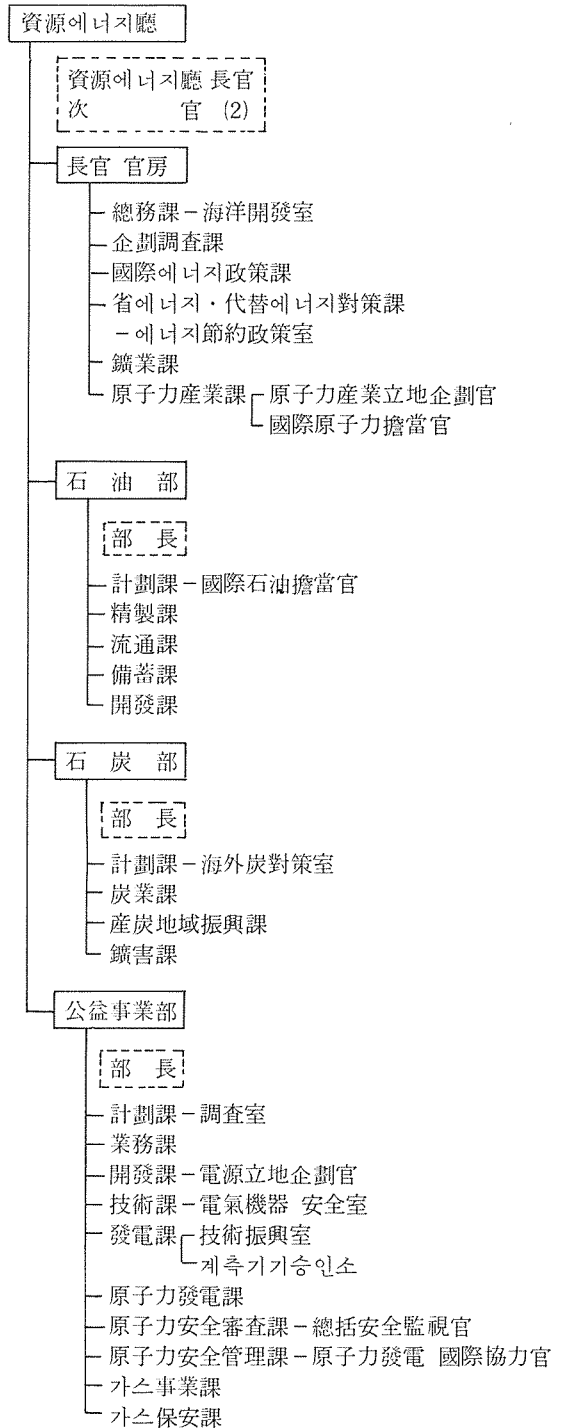 資源에너지廳
資源에너지廳 長官
次 官 (2)
長官 官房
總務課－海洋開發室
企劃調査課
國際에너지政策課
省에너지・代替에너지對策課
－에너지節約政策室
鑛業課
原子力産業課 原子力産業立地企劃官
國際原子力擔當官
石 油 部
部 長
計劃課－國際石油擔當官
精製課
流通課
備蓄課
開發課
石 炭 部
部 長
計劃課－海外炭對策室
炭業課
産炭地域振興課
鑛害課
公益事業部
部 長
計劃課－調査室
業務課
開發課－電源立地企劃官
技術課－電氣機器 安全室
發電課 技術振興室
계측기기승인소
原子力發電課
原子力安全審査課－總括安全監視官
原子力安全管理課－原子力發電 國際協力官
가스事業課
가스保安課